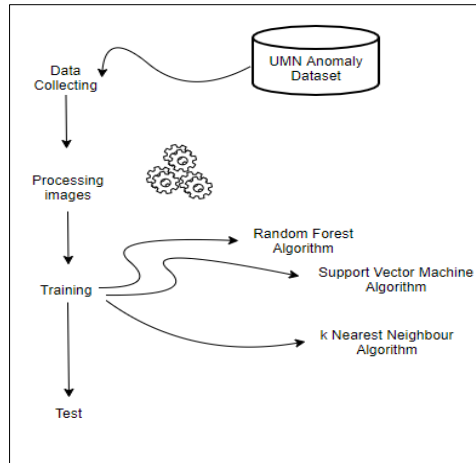 UMN Anomaly
Dataset
Data
Collecting
Processing
images
Training
Random Forest
Algorithm
Support Vector Machine
Algorithm
k Nearest Neighbour
Algorithm
Test